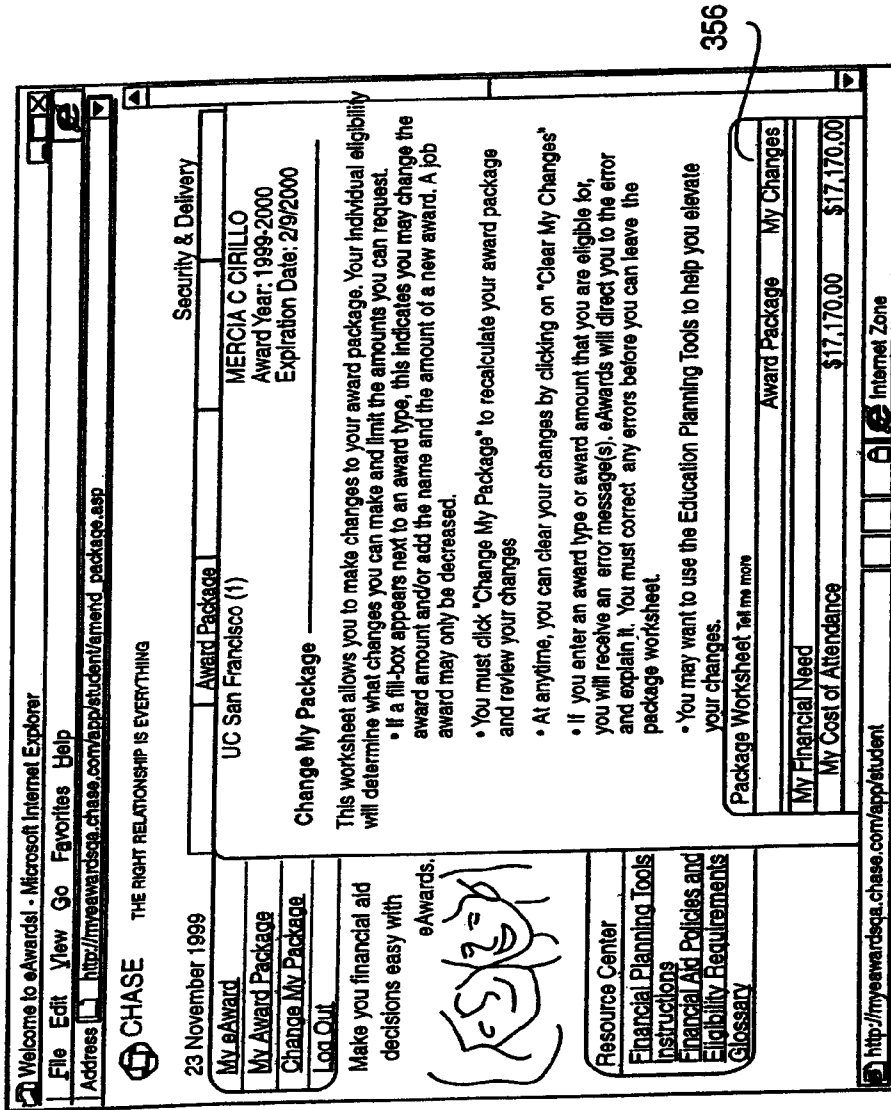 Welcome to eAwards! - Microsoft Internet Explorer
File Edit View Go Favorites Help
Address http://myeawardsqa.chase.com/app/student/amend_package.asp
CHASE THE RIGHT RELATIONSHIP IS EVERYTHING
23 November 1999
Award Package
Security & Delivery
My eAward
My Award Package
Change My Package
Log Out
Make you financial aid
decisions easy with
eAwards.
Resource Center
Financial Planning Tools
Instructions
Financial Aid Policies and
Eligibility Requirements
Glossary
UC San Francisco (1)
MERCIA C CIRILLO
Award Year: 1999-2000
Expiration Date: 2/9/2000
Change My Package
This worksheet allows you to make changes to your award package. Your individual eligibility
will determine what changes you can make and limit the amounts you can request.
• If a fill-box appears next to an award type, this indicates you may change the
award amount and/or add the name and the amount of a new award. A job
award may only be decreased.
• You must click "Change My Package" to recalculate your award package
and review your changes
• At anytime, you can clear your changes by clicking on "Clear My Changes"
• If you enter an award type or award amount that you are eligible for,
you will receive an error message(s). eAwards will direct you to the error
and explain it. You must correct any errors before you can leave the
package worksheet.
• You may want to use the Education Planning Tools to help you elevate
your changes.
Package Worksheet Tell me more
Award Package My Changes
My Financial Need
My Cost of Attendance $17,170,00 $17,170,00
356
http://myeawardsqa.chase.com/app/student
Internet Zone